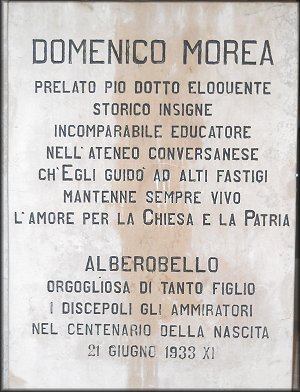 DOMENICO MOREA
PRELATO PIO DOTTO ELOQUENTE
STORICO INSIGNE
INCOMPARABILE EDUCATORE
NELL'ATENEO CONVERSANESE
CH'EGLI GUIDO' AD ALTI FASTIGI
MANTENNE SEMPRE VIVO
L'AMORE PER LA CHIESA E LA PATRIA
ALBEROBELLO
ORGOGLIOSA DI TANTO FIGLIO
I DISCEPOLI GLI AMMIRATORI
NEL CENTENARIO DELLA NASCITA
21 GIUGNO 1933 XI